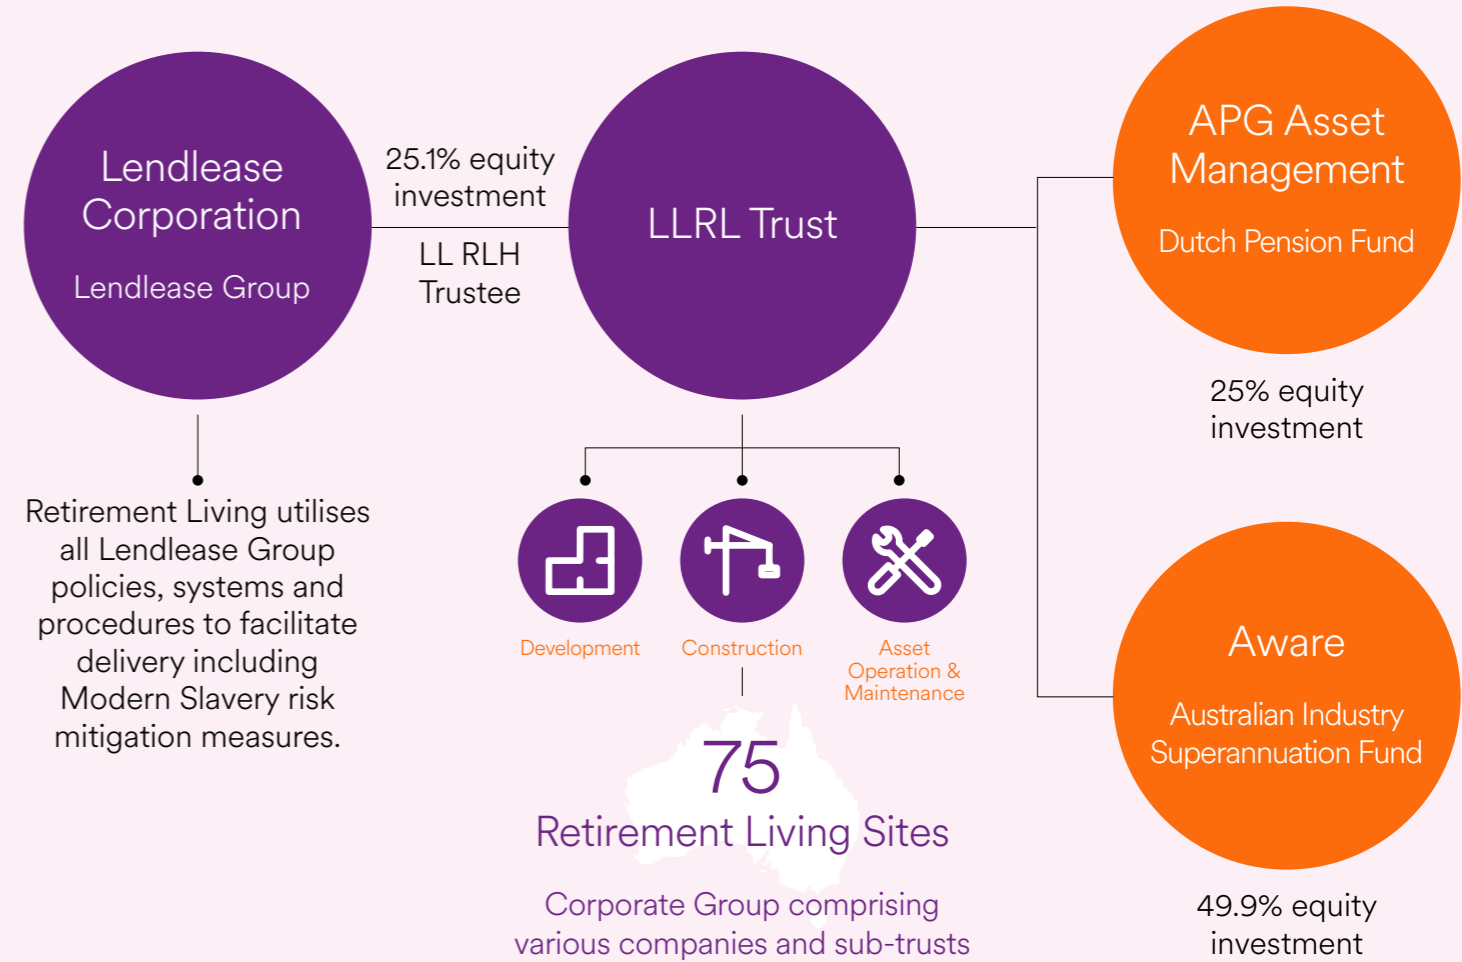 Lendlease
Corporation
Lendlease Group
25.1% equity
investment
LL RLH
Trustee
LLRL Trust
APG Asset
Management
Dutch Pension Fund
25% equity
investment
Retirement Living utilises
all Lendlease Group
policies, systems and
procedures to facilitate
delivery including
Modern Slavery risk
mitigation measures.
Development
Construction
Asset
Operation &
Maintenance
75
Retirement Living Sites
Corporate Group comprising
various companies and sub-trusts
Aware
Australian Industry
Superannuation Fund
49.9% equity
investment